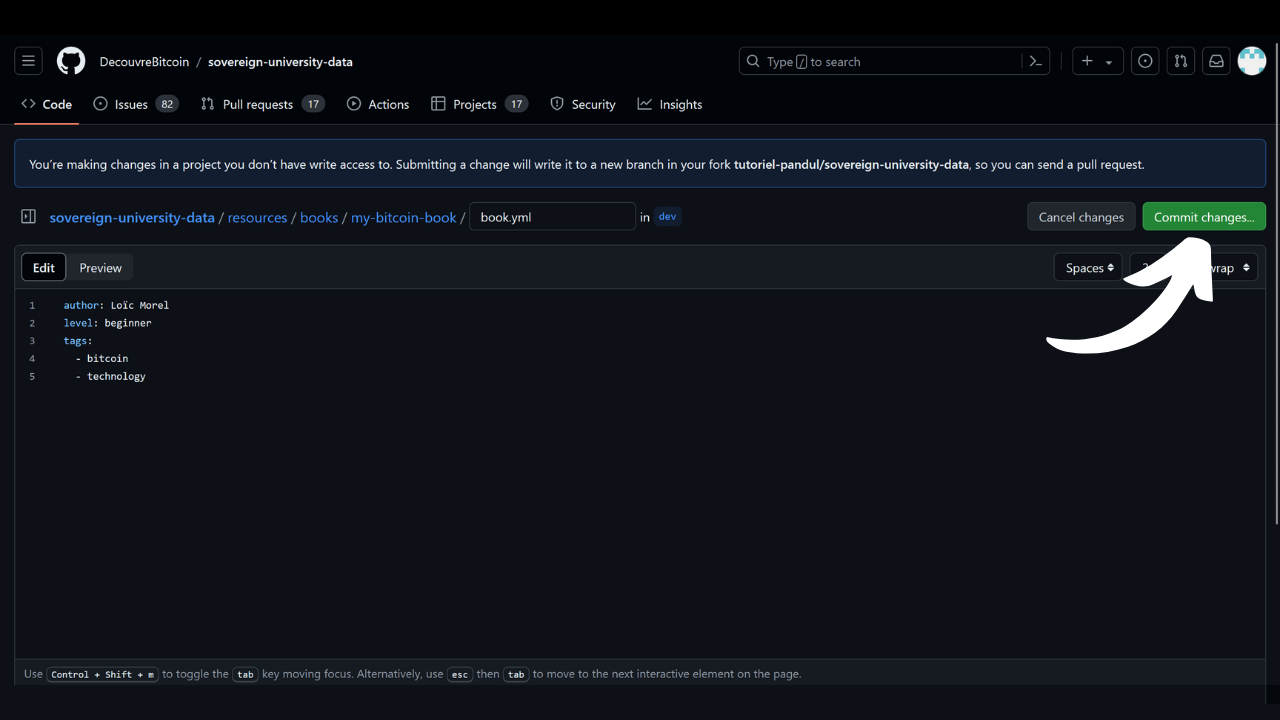 DecouvreBitcoin / sovereign-university-data
Type / to search
Code
Issues 82
Pull requests 17
Actions
Projects 17
Security
Insights
You're making changes in a project you don't have write access to. Submitting a change will write it to a new branch in your fork tutoriel-pandul/sovereign-university-data, so you can send a pull request.
sovereign-university-data / resources / books / my-bitcoin-book / book.yml in dev
Cancel changes
Commit changes...
Edit
Preview
Spaces
1 author: Loïc Morel
2 level: beginner
3 tags:
4 - bitcoin
5 - technology
Use Control + Shift + m to toggle the tab key moving focus. Alternatively, use esc then tab to move to the next interactive element on the page.